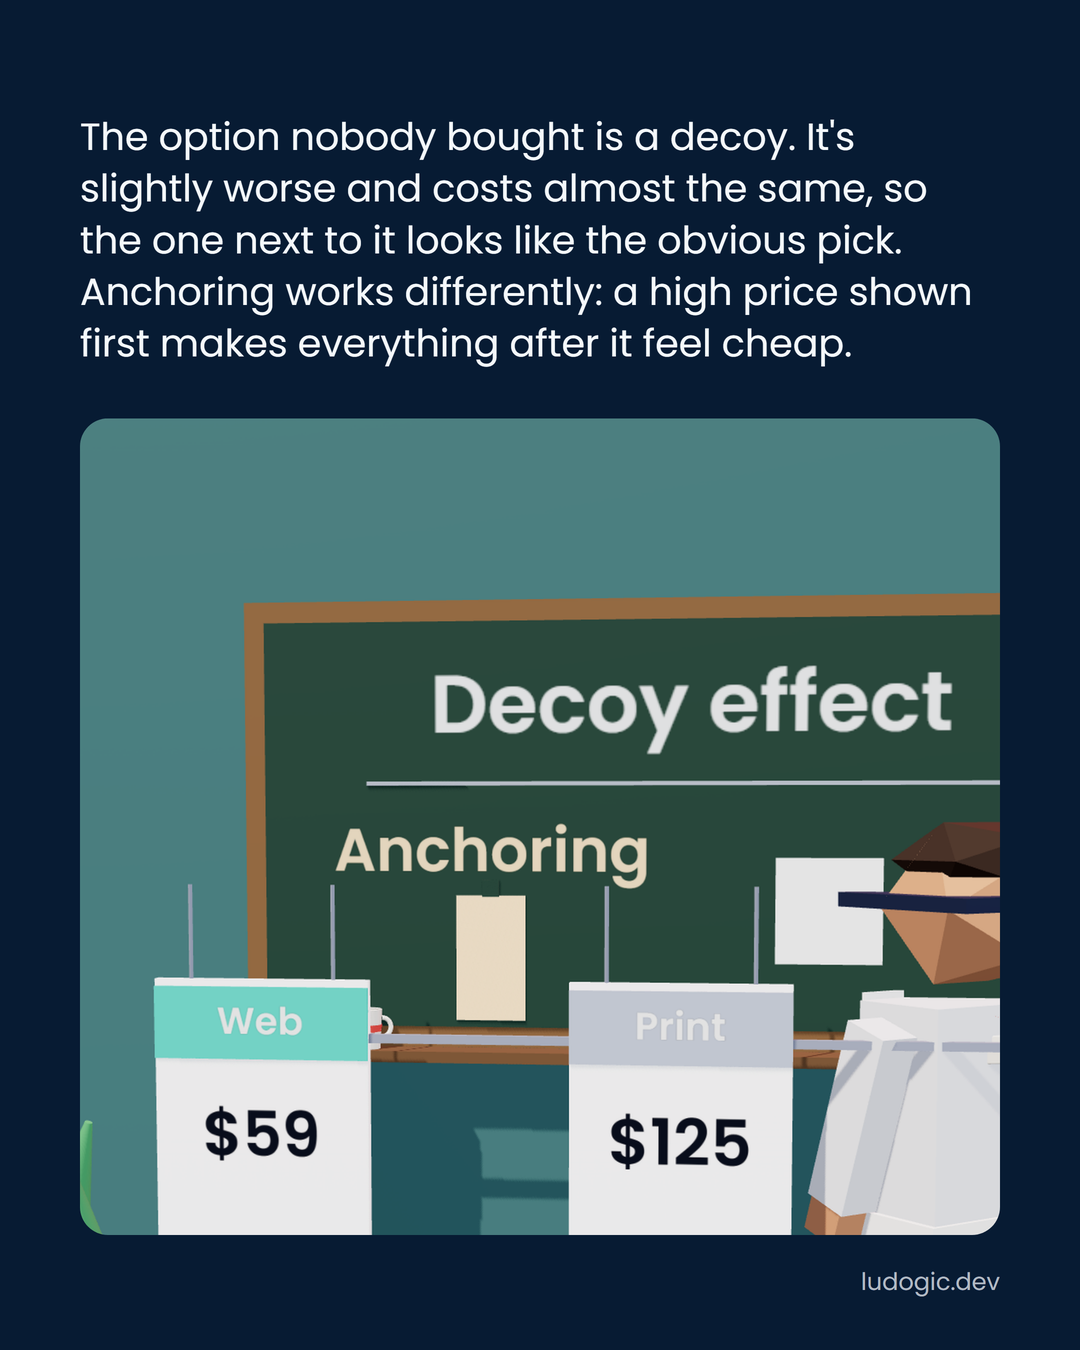 The option nobody bought is a decoy. It's
slightly worse and costs almost the same, so
the one next to it looks like the obvious pick.
Anchoring works differently: a high price shown
first makes everything after it feel cheap.
Decoy effect
Anchoring
Web
Print
$59
$125
ludogic.dev